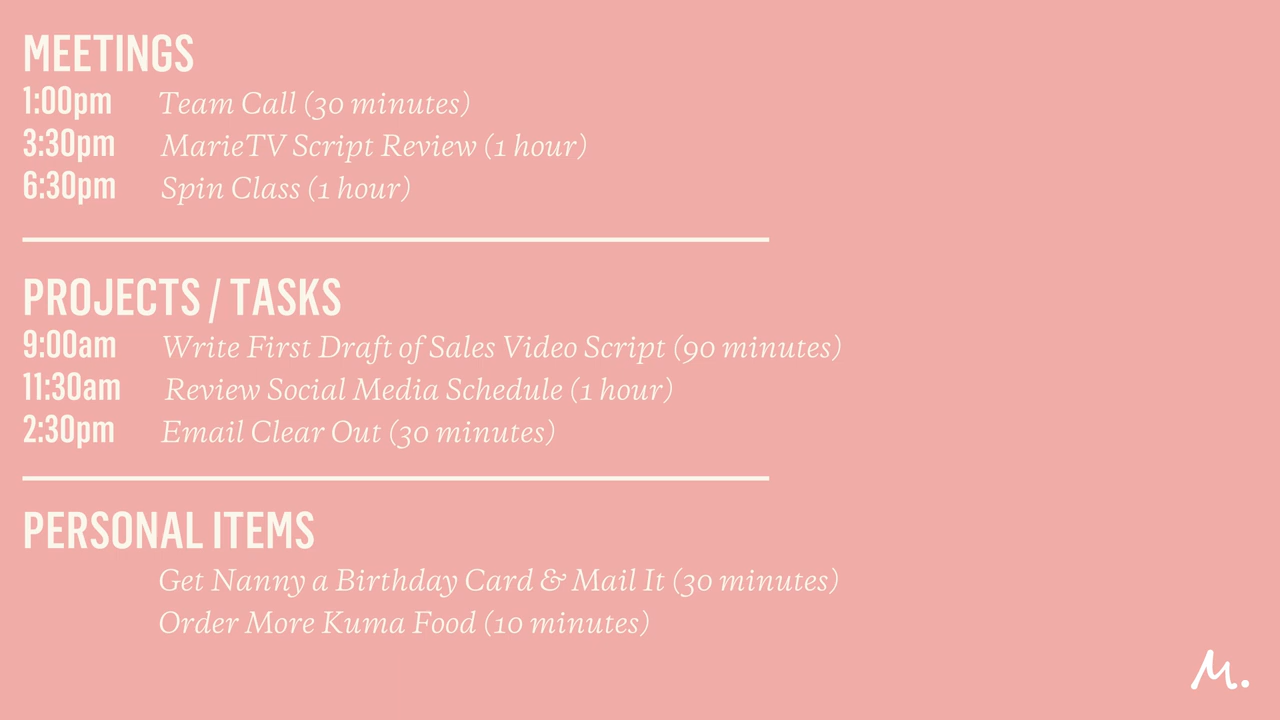 MEETINGS
1:00pm Team Call (30 minutes)
3:30pm MarieTV Script Review (1 hour)
6:30pm Spin Class (1 hour)
PROJECTS / TASKS
9:00am Write First Draft of Sales Video Script (90 minutes)
11:30am Review Social Media Schedule (1 hour)
2:30pm Email Clear Out (30 minutes)
PERSONAL ITEMS
Get Nanny a Birthday Card & Mail It (30 minutes)
Order More Kuma Food (10 minutes)
M.